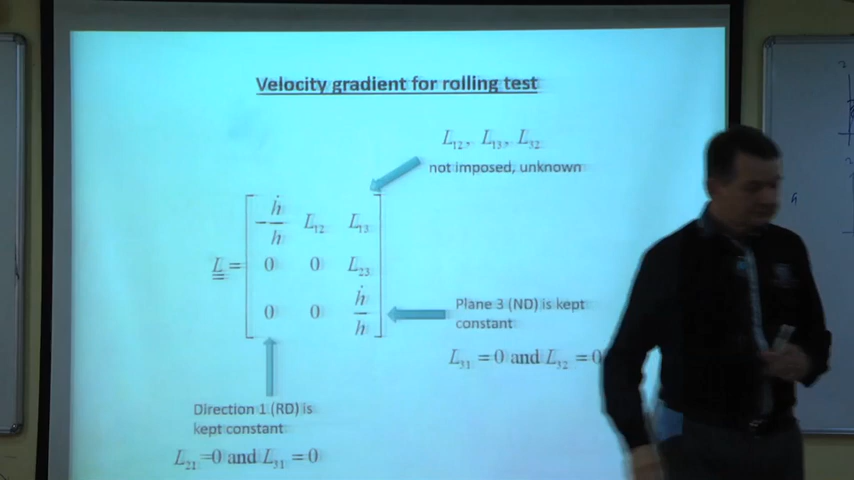 Velocity gradient for rolling test
L₁₂, L₁₃, L₃₂
not imposed, unknown
−ḣ/h L₁₂ L₁₃
L = 0 0 L₂₃
0 0 ḣ/h
Plane 3 (ND) is kept
constant
L₃₁ = 0 and L₃₂ = 0
Direction 1 (RD) is
kept constant
L₂₁ =0 and L₃₁ = 0